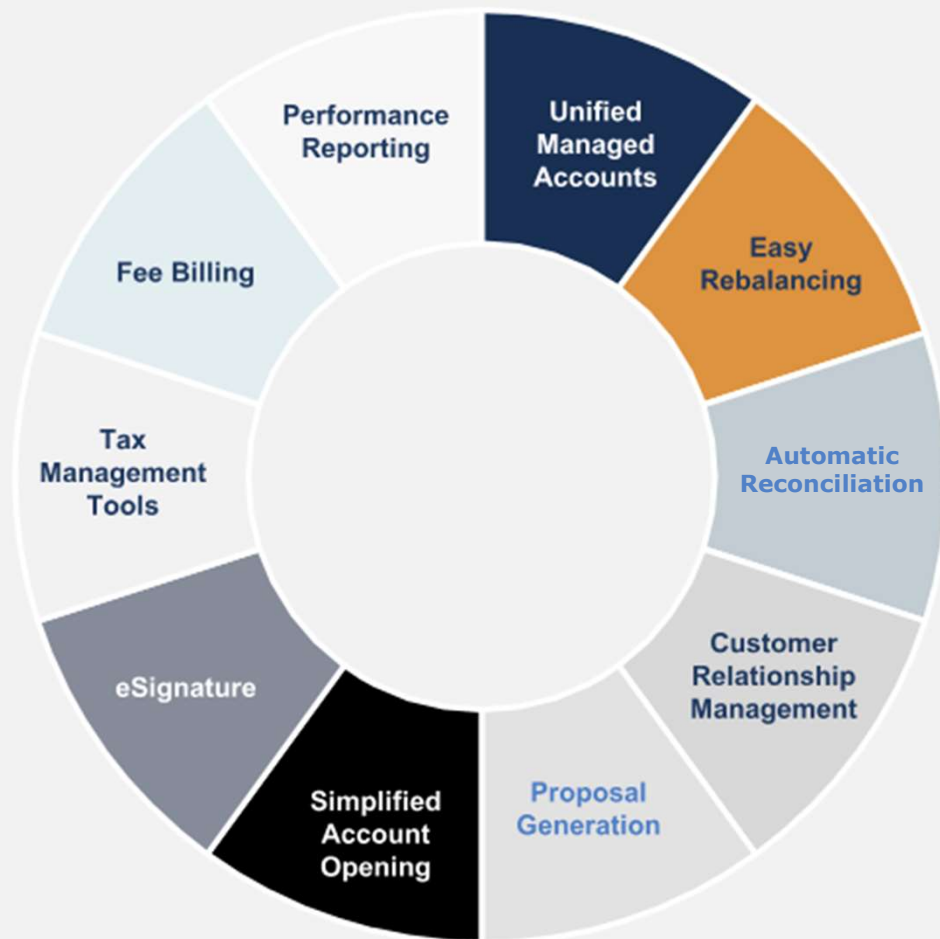 Performance
Reporting
Unified
Managed
Accounts
Easy
Rebalancing
Automatic
Reconciliation
Customer
Relationship
Management
Proposal
Generation
Simplified
Account
Opening
eSignature
Tax
Management
Tools
Fee Billing